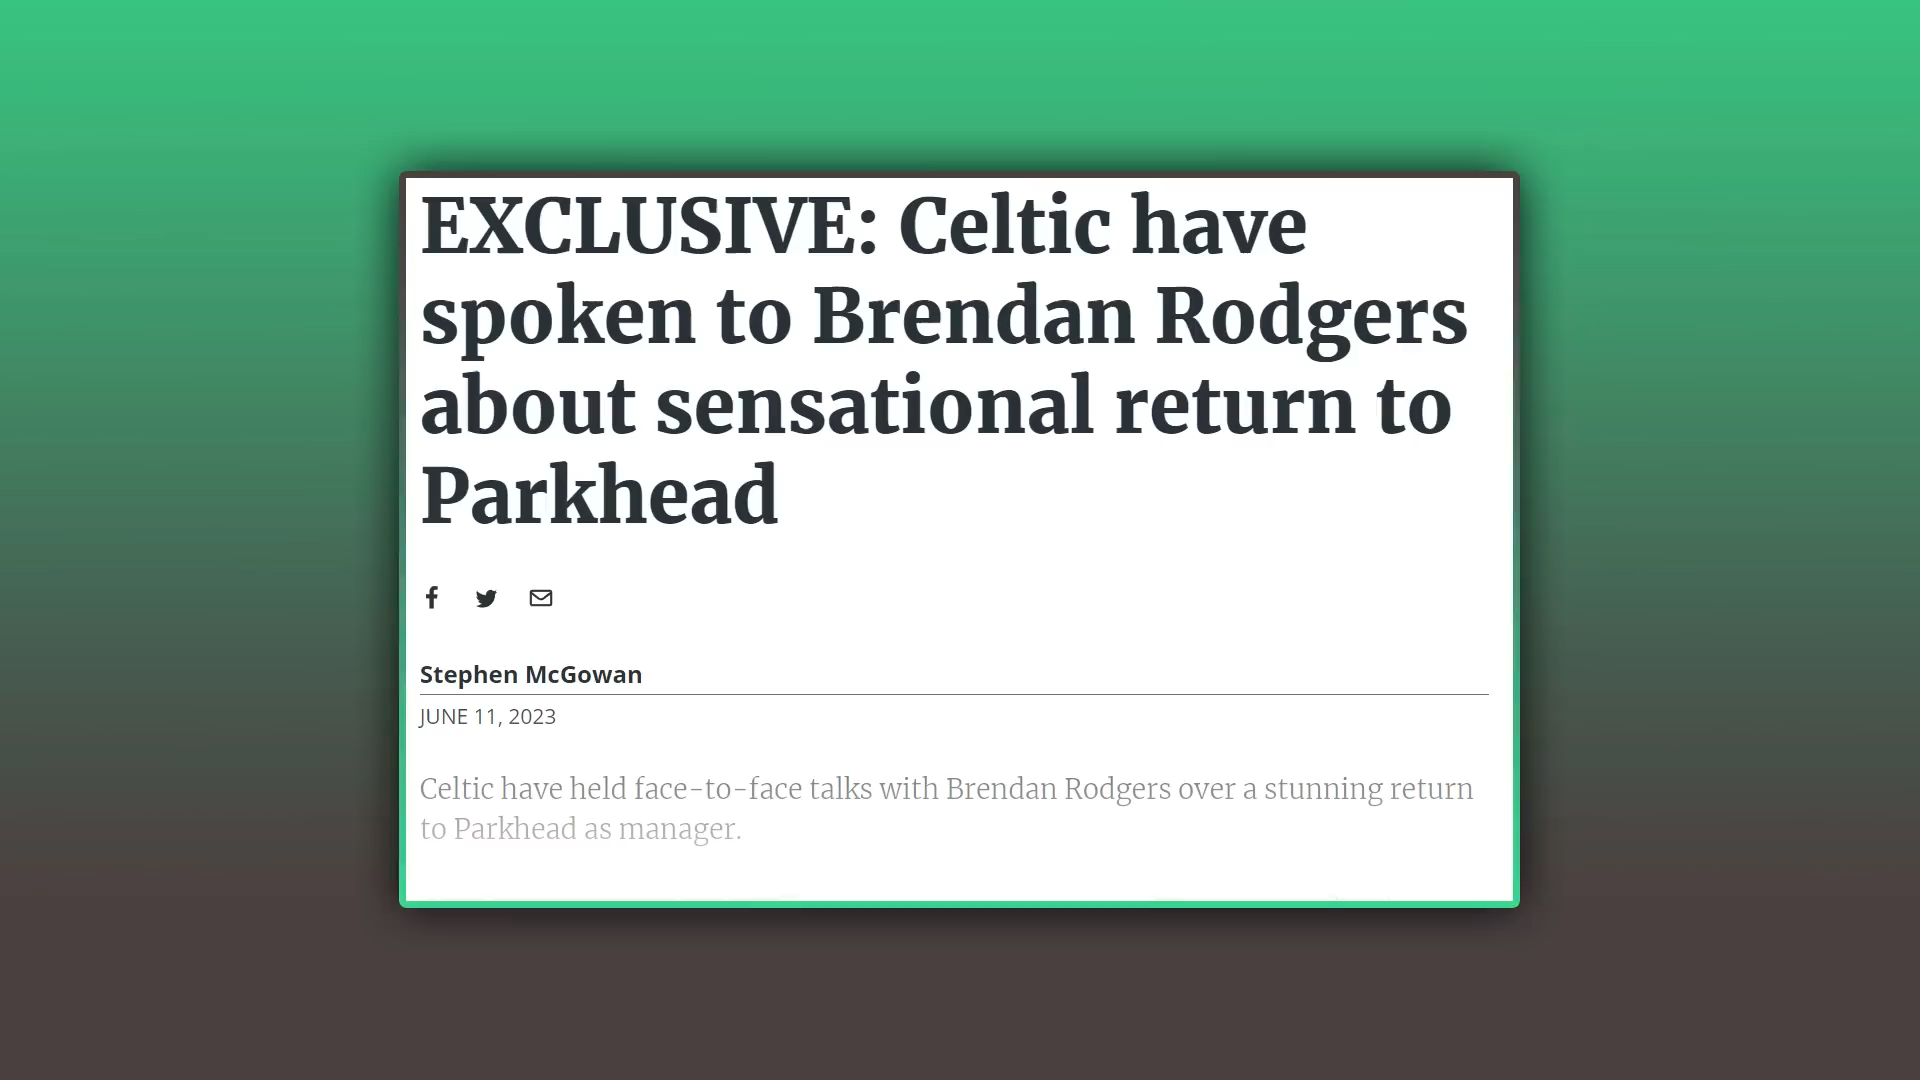 EXCLUSIVE: Celtic have
spoken to Brendan Rodgers
about sensational return to
Parkhead
Stephen McGowan
JUNE 11, 2023
Celtic have held face-to-face talks with Brendan Rodgers over a stunning return
to Parkhead as manager.